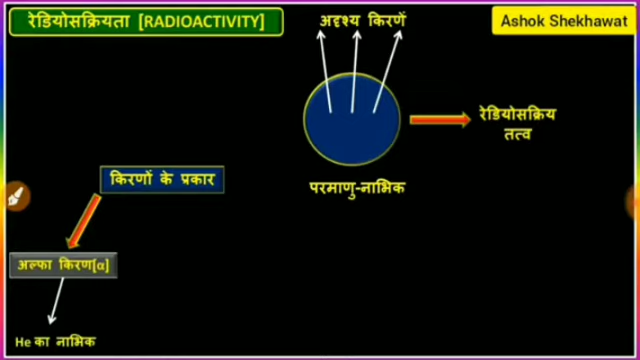 रेडियोसक्रियता [RADIOACTIVITY]
अदृश्य किरणें
Ashok Shekhawat
रेडियोसक्रिय
तत्व
किरणों के प्रकार
परमाणु-नाभिक
अल्फा किरण[α]
He का नाभिक